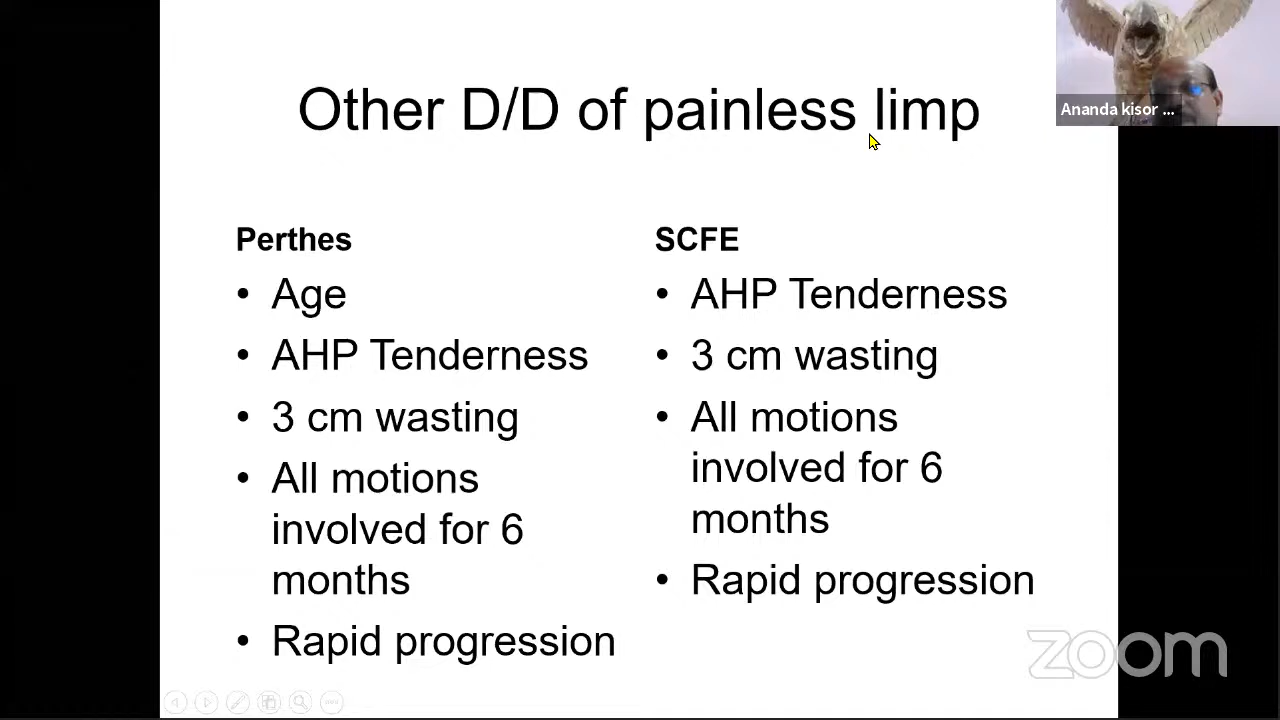 Other D/D of painless limp
Ananda kisor ...
Perthes
• Age
• AHP Tenderness
• 3 cm wasting
• All motions
involved for 6
months
• Rapid progression
SCFE
• AHP Tenderness
• 3 cm wasting
• All motions
involved for 6
months
• Rapid progression
zoom